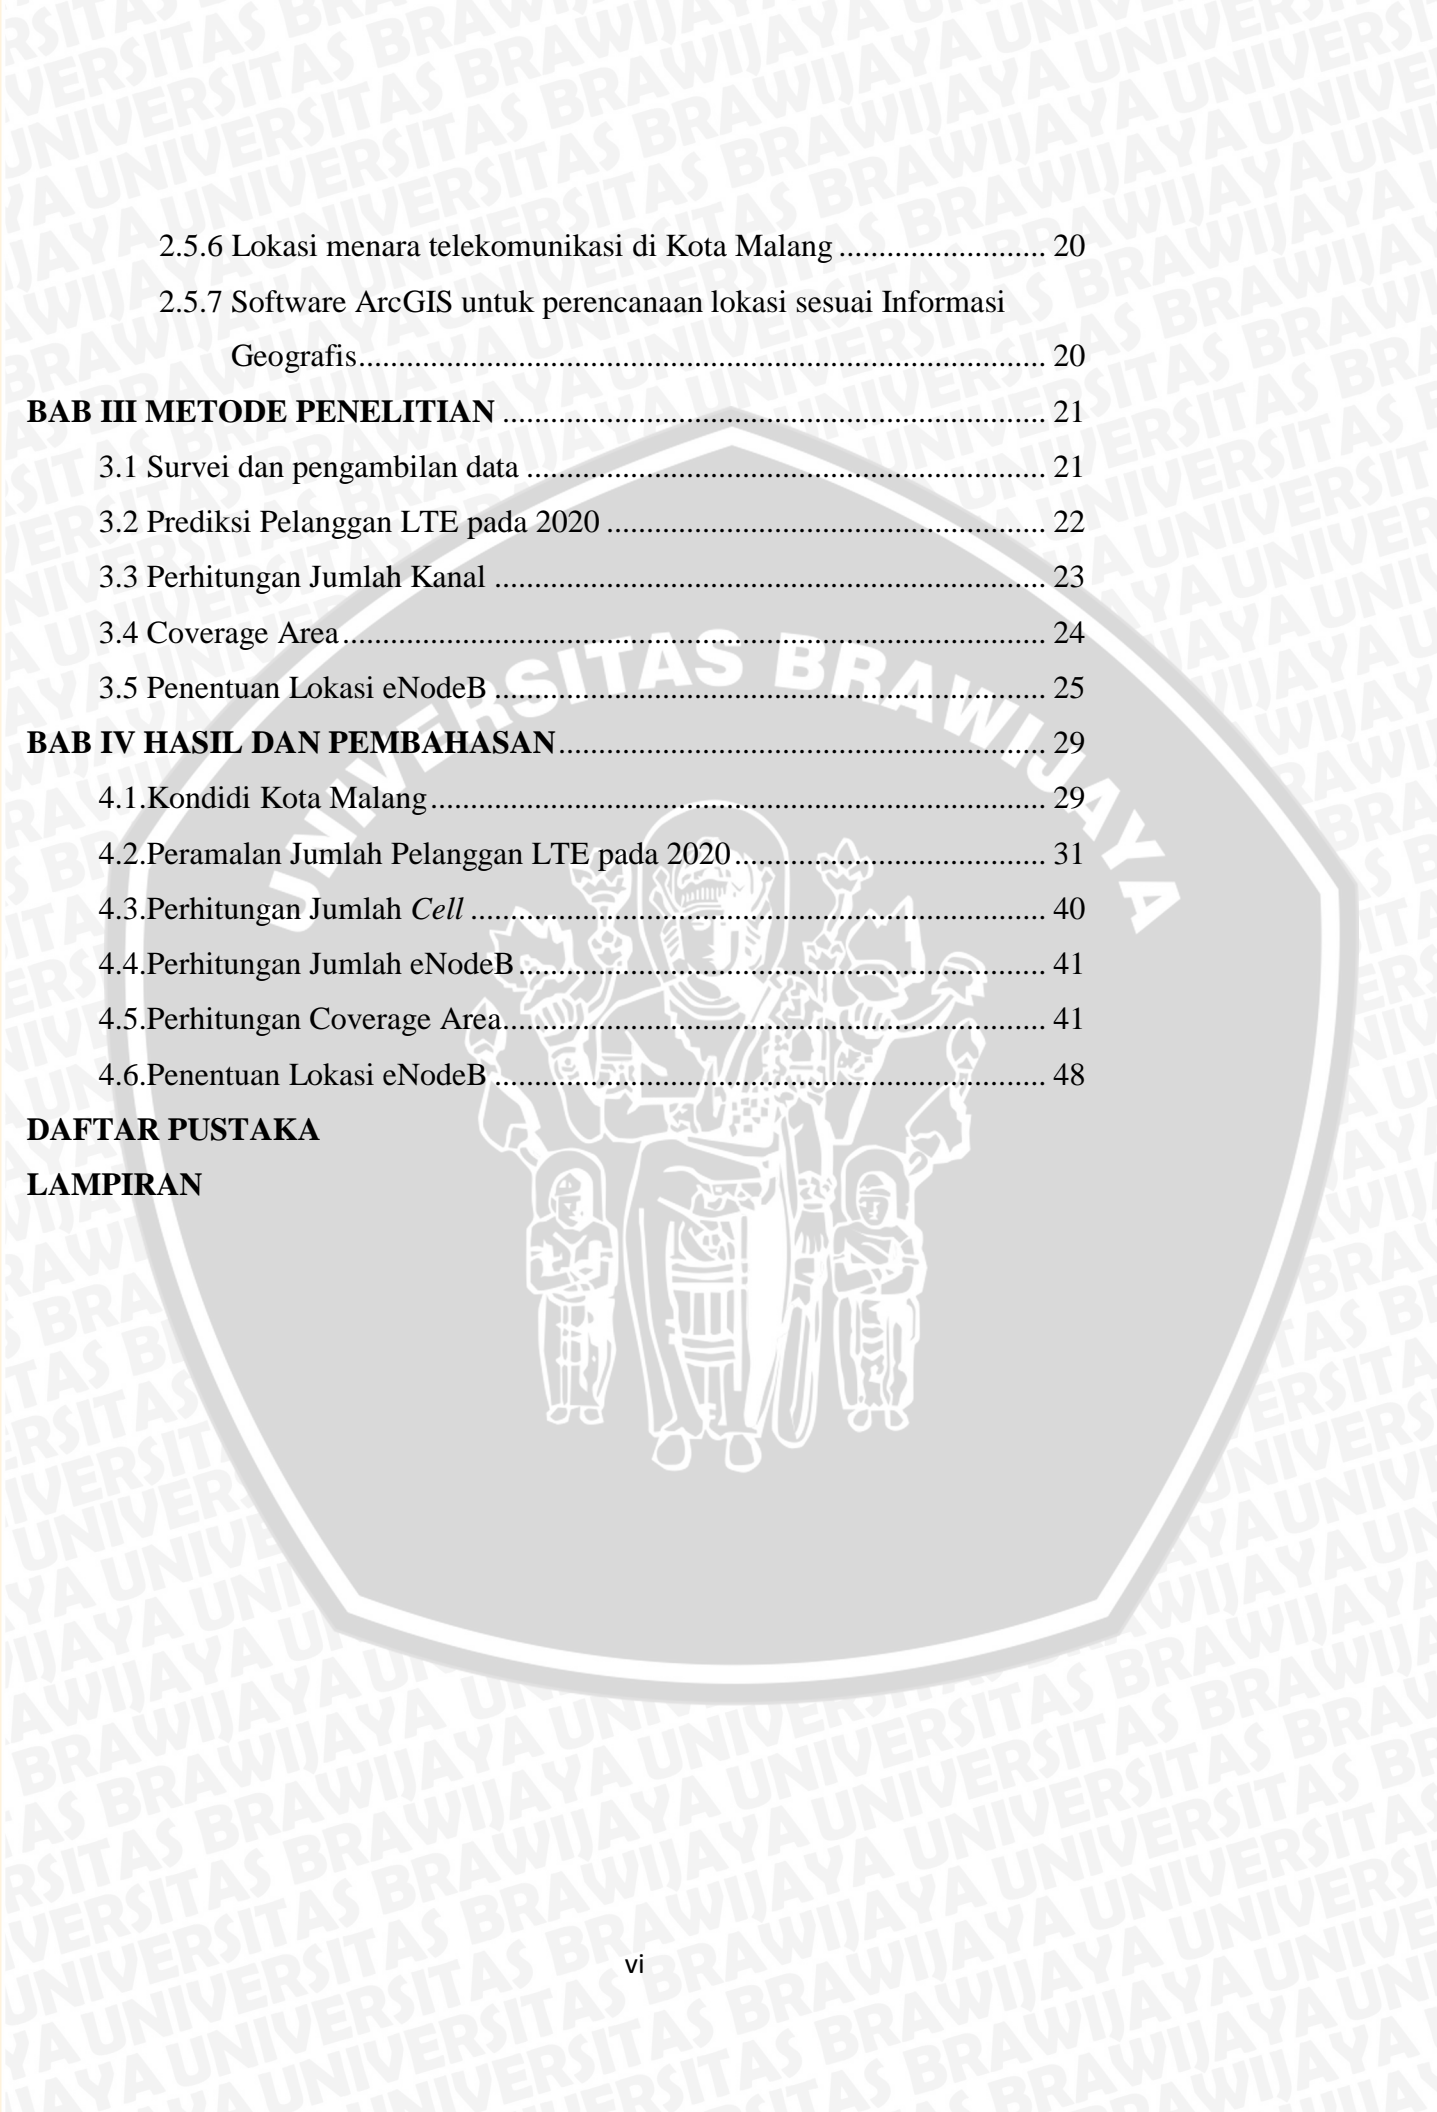 2.5.6 Lokasi menara telekomunikasi di Kota Malang .......................... 20
2.5.7 Software ArcGIS untuk perencanaan lokasi sesuai Informasi
Geografis....................................................................................... 20
BAB III METODE PENELITIAN .................................................................... 21
3.1 Survei dan pengambilan data ................................................................. 21
3.2 Prediksi Pelanggan LTE pada 2020 ....................................................... 22
3.3 Perhitungan Jumlah Kanal ..................................................................... 23
3.4 Coverage Area ........................................................................................ 24
3.5 Penentuan Lokasi eNodeB ..................................................................... 25
BAB IV HASIL DAN PEMBAHASAN ............................................................. 29
4.1.Kondidi Kota Malang ............................................................................. 29
4.2.Peramalan Jumlah Pelanggan LTE pada 2020 ....................................... 31
4.3.Perhitungan Jumlah Cell ........................................................................ 40
4.4.Perhitungan Jumlah eNodeB .................................................................. 41
4.5.Perhitungan Coverage Area.................................................................... 41
4.6.Penentuan Lokasi eNodeB ..................................................................... 48
DAFTAR PUSTAKA
LAMPIRAN
UNIVERSITAS BRAWIJAYA
vi